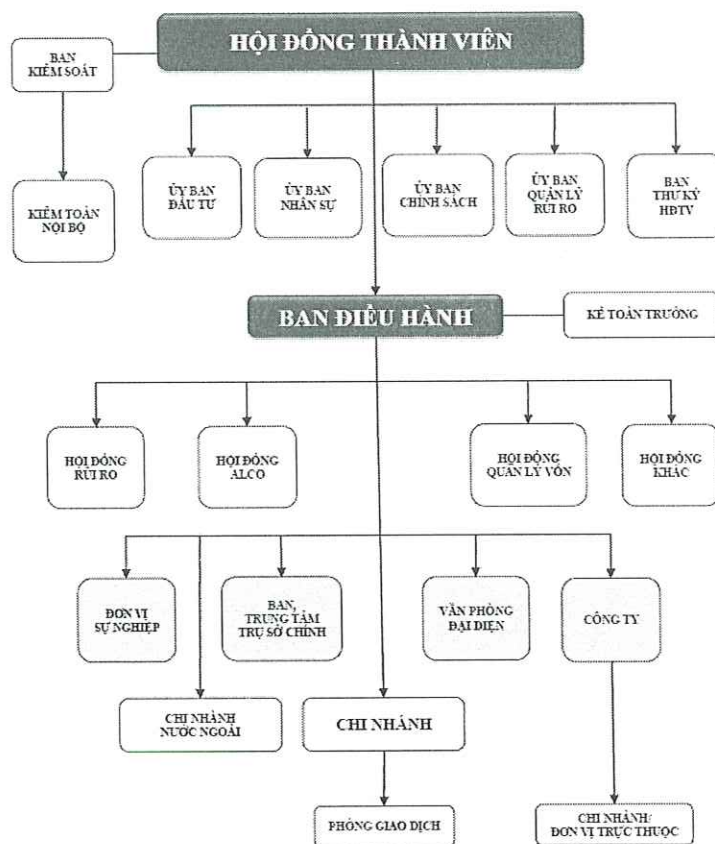 HỘI ĐỒNG THÀNH VIÊN
BAN
KIỂM SOÁT
KIỂM TOÁN
NỘI BỘ
ỦY BAN
ĐẦU TƯ
ỦY BAN
NHÂN SỰ
ỦY BAN
CHÍNH SÁCH
ỦY BAN
QUẢN LÝ
RỦI RO
BAN
THƯ KÝ
HĐTV
BAN ĐIỀU HÀNH
KẾ TOÁN TRƯỞNG
HỘI ĐỒNG
RỦI RO
HỘI ĐỒNG
ALCO
HỘI ĐỒNG
QUẢN LÝ VỐN
HỘI ĐỒNG
KHÁC
ĐƠN VỊ
SỰ NGHIỆP
BAN,
TRUNG TÂM
TRỤ SỞ CHÍNH
VĂN PHÒNG
ĐẠI DIỆN
CÔNG TY
CHI NHÁNH
NƯỚC NGOÀI
CHI NHÁNH
PHÒNG GIAO DỊCH
CHI NHÁNH/
ĐƠN VỊ TRỰC THUỘC